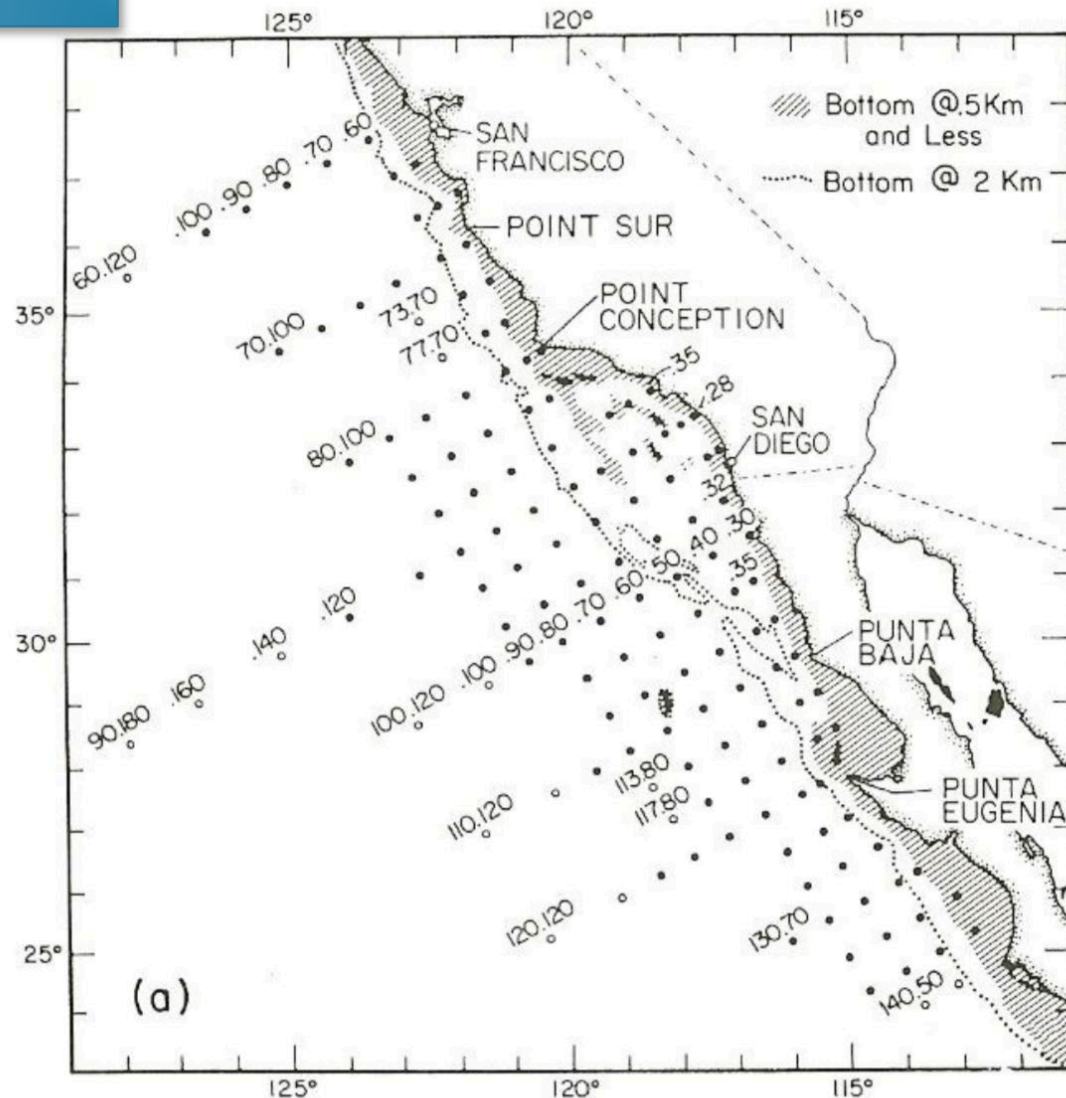 125°
120°
115°
Bottom @.5Km
and Less
Bottom @ 2 Km
SAN
FRANCISCO
POINT SUR
POINT
CONCEPTION
SAN
DIEGO
PUNTA
BAJA
PUNTA
EUGENIA
60.120
.100
.90
.80
.70
.60
35°
70.100
73.70
77.70
80.100
.35
.28
.32
.30
.35
.40
.50
.60
.70
.80
.90
.100
.120
.140
.160
90.180
30°
100.120
110.120
113.80
117.80
120.120
130.70
140.50
25°
(a)
125°
120°
115°